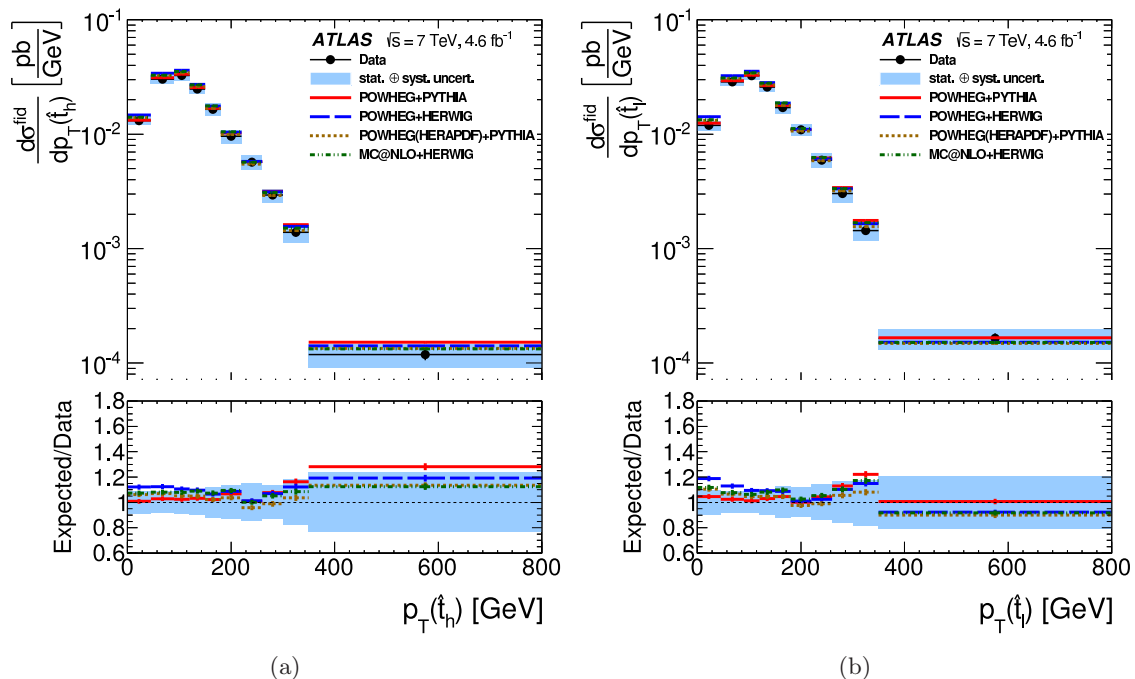 dσ^fid / dp_T(t̂_h) [pb/GeV]
10⁻¹
10⁻²
10⁻³
10⁻⁴
ATLAS √s = 7 TeV, 4.6 fb⁻¹
Data
stat. ⊕ syst. uncert.
POWHEG+PYTHIA
POWHEG+HERWIG
POWHEG(HERAPDF)+PYTHIA
MC@NLO+HERWIG
Expected/Data
1.8
1.6
1.4
1.2
1
0.8
0.6
0 200 400 600 800
p_T(t̂_h) [GeV]
(a)
dσ^fid / dp_T(t̂_l) [pb/GeV]
10⁻¹
10⁻²
10⁻³
10⁻⁴
ATLAS √s = 7 TeV, 4.6 fb⁻¹
Data
stat. ⊕ syst. uncert.
POWHEG+PYTHIA
POWHEG+HERWIG
POWHEG(HERAPDF)+PYTHIA
MC@NLO+HERWIG
Expected/Data
1.8
1.6
1.4
1.2
1
0.8
0.6
0 200 400 600 800
p_T(t̂_l) [GeV]
(b)